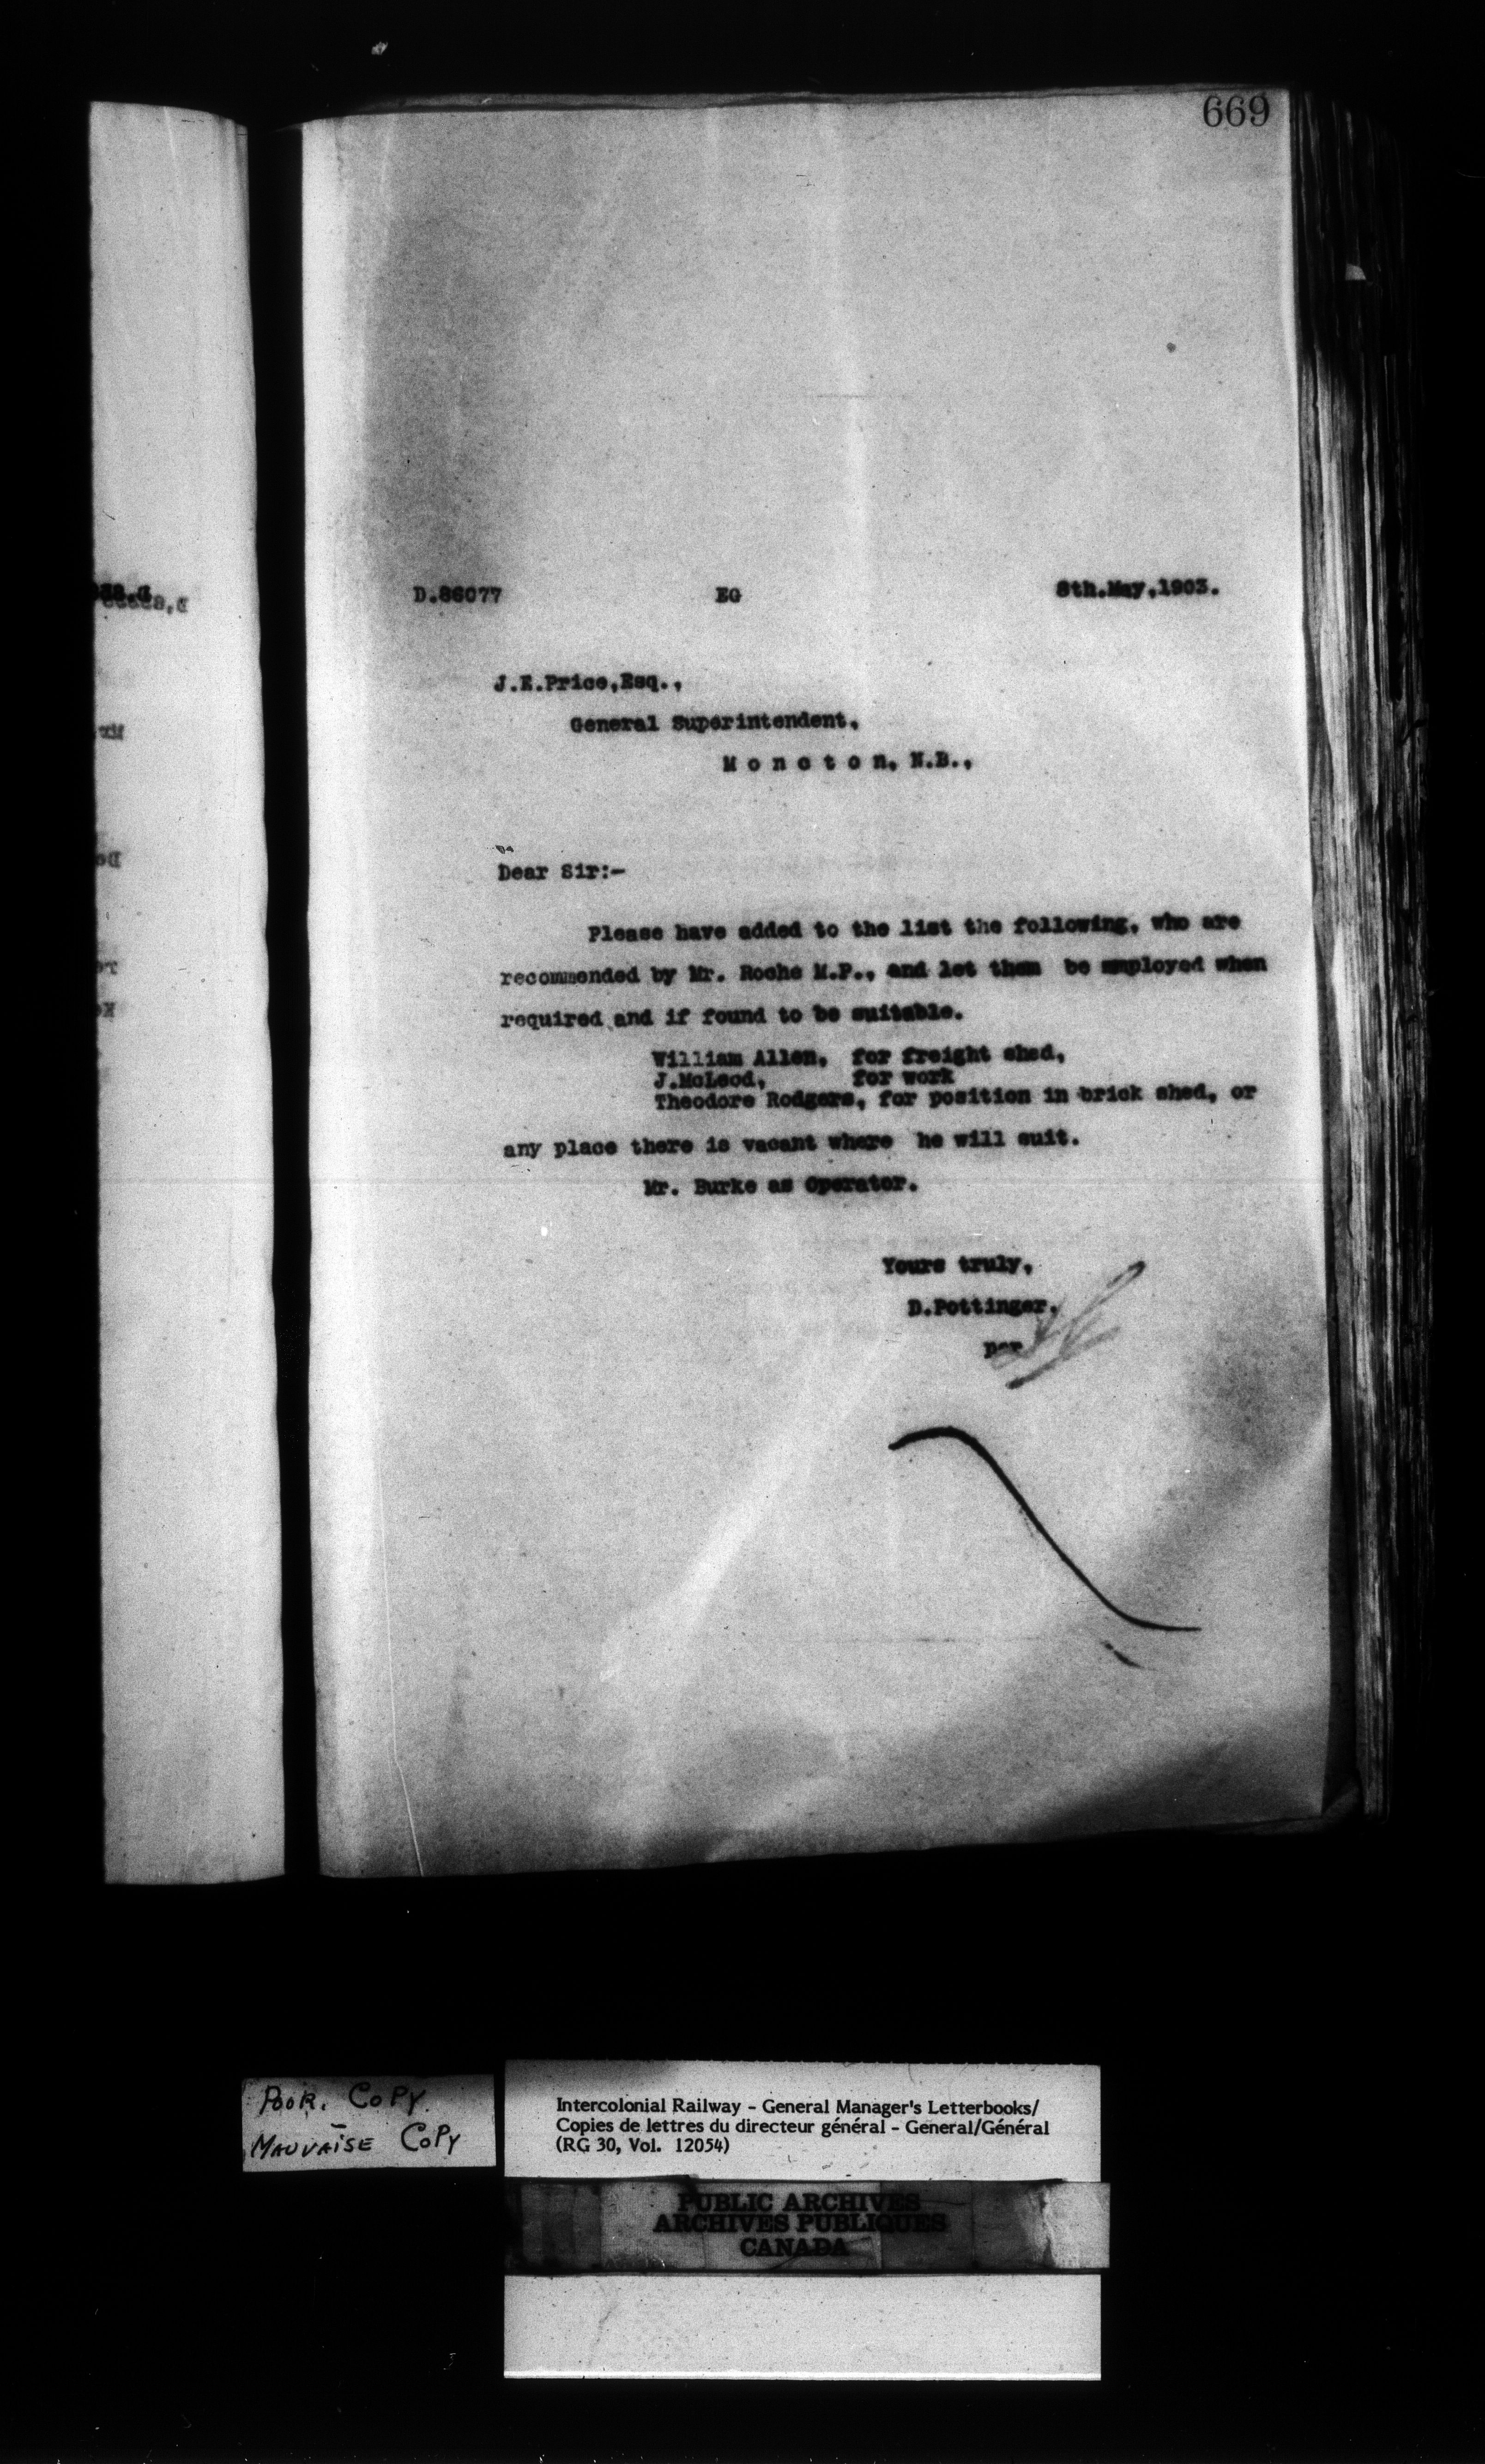 669
D.86077 EG 8th.May,1903.
J.E.Price,Esq.,
General Superintendent,
M o n c t o n, N.B.,
Dear Sir:-
Please have added to the list the following, who are
recommended by Mr. Roche M.P., and let them be employed when
required and if found to be suitable.
William Allen, for freight shed,
J.McLeod, for work
Theodore Rodgers, for position in brick shed, or
any place there is vacant where he will suit.
Mr. Burke as Operator.
Yours truly,
D.Pottinger.
per
POOR. COPY.
MAUVAISE COPY
Intercolonial Railway - General Manager's Letterbooks/
Copies de lettres du directeur général - General/Général
(RG 30, Vol. 12054)
PUBLIC ARCHIVES
ARCHIVES PUBLIQUES
CANADA